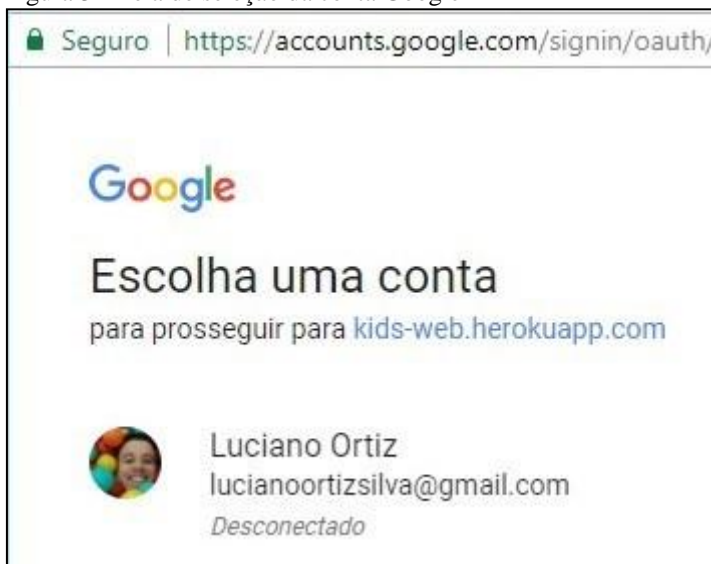 Seguro | https://accounts.google.com/signin/oauth/
Google
Escolha uma conta
para prosseguir para kids-web.herokuapp.com
Luciano Ortiz
lucianoortizsilva@gmail.com
Desconectado